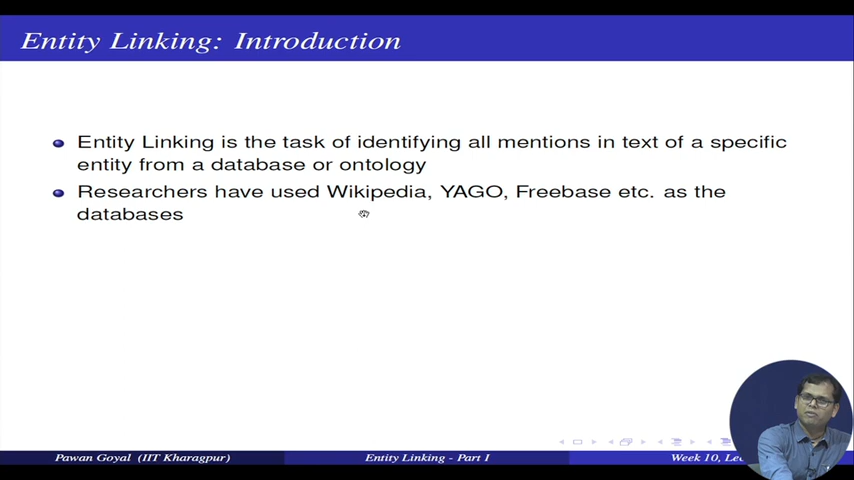 Entity Linking: Introduction
Entity Linking is the task of identifying all mentions in text of a specific
entity from a database or ontology
Researchers have used Wikipedia, YAGO, Freebase etc. as the
databases
Pawan Goyal (IIT Kharagpur)
Entity Linking - Part I
Week 10,